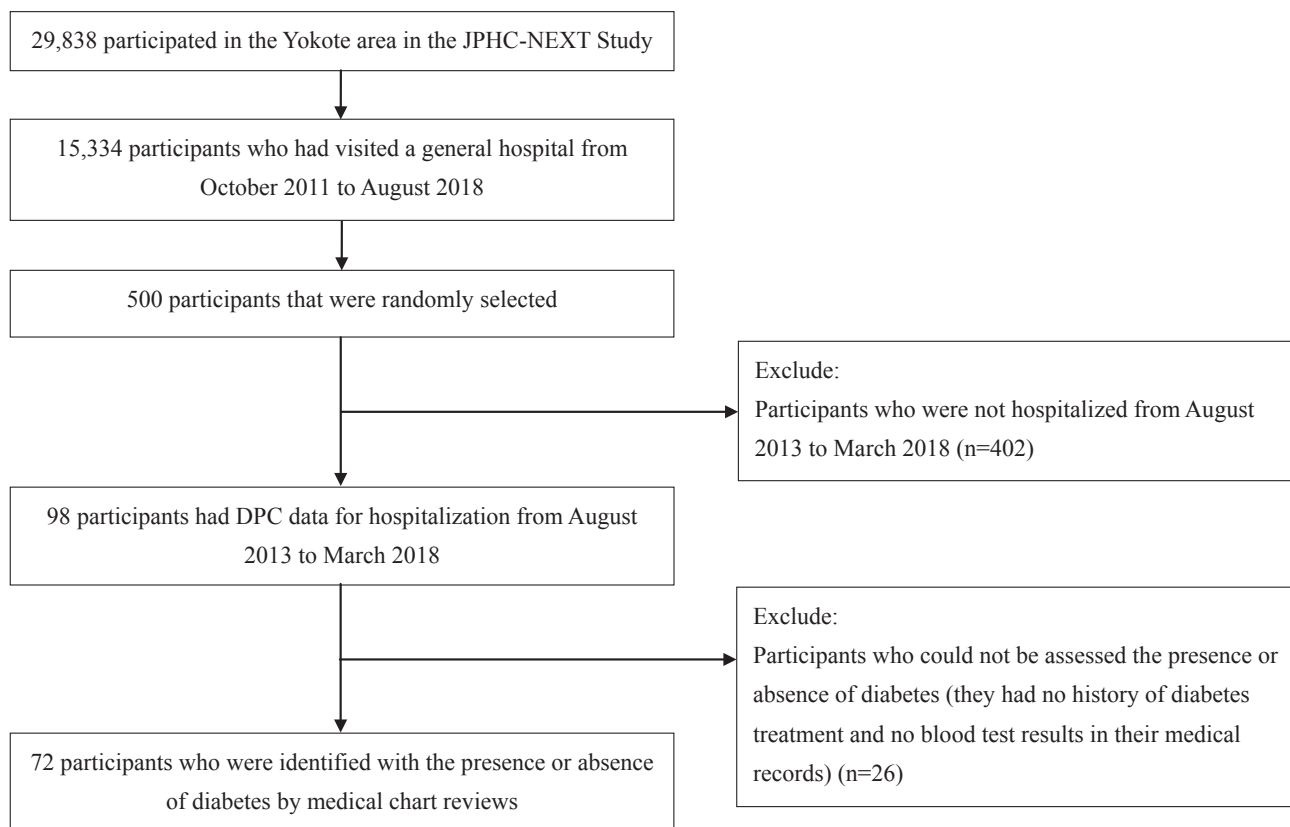 29,838 participated in the Yokote area in the JPHC-NEXT Study
15,334 participants who had visited a general hospital from
October 2011 to August 2018
500 participants that were randomly selected
Exclude:
Participants who were not hospitalized from August
2013 to March 2018 (n=402)
98 participants had DPC data for hospitalization from August
2013 to March 2018
Exclude:
Participants who could not be assessed the presence or
absence of diabetes (they had no history of diabetes
treatment and no blood test results in their medical
records) (n=26)
72 participants who were identified with the presence or absence
of diabetes by medical chart reviews